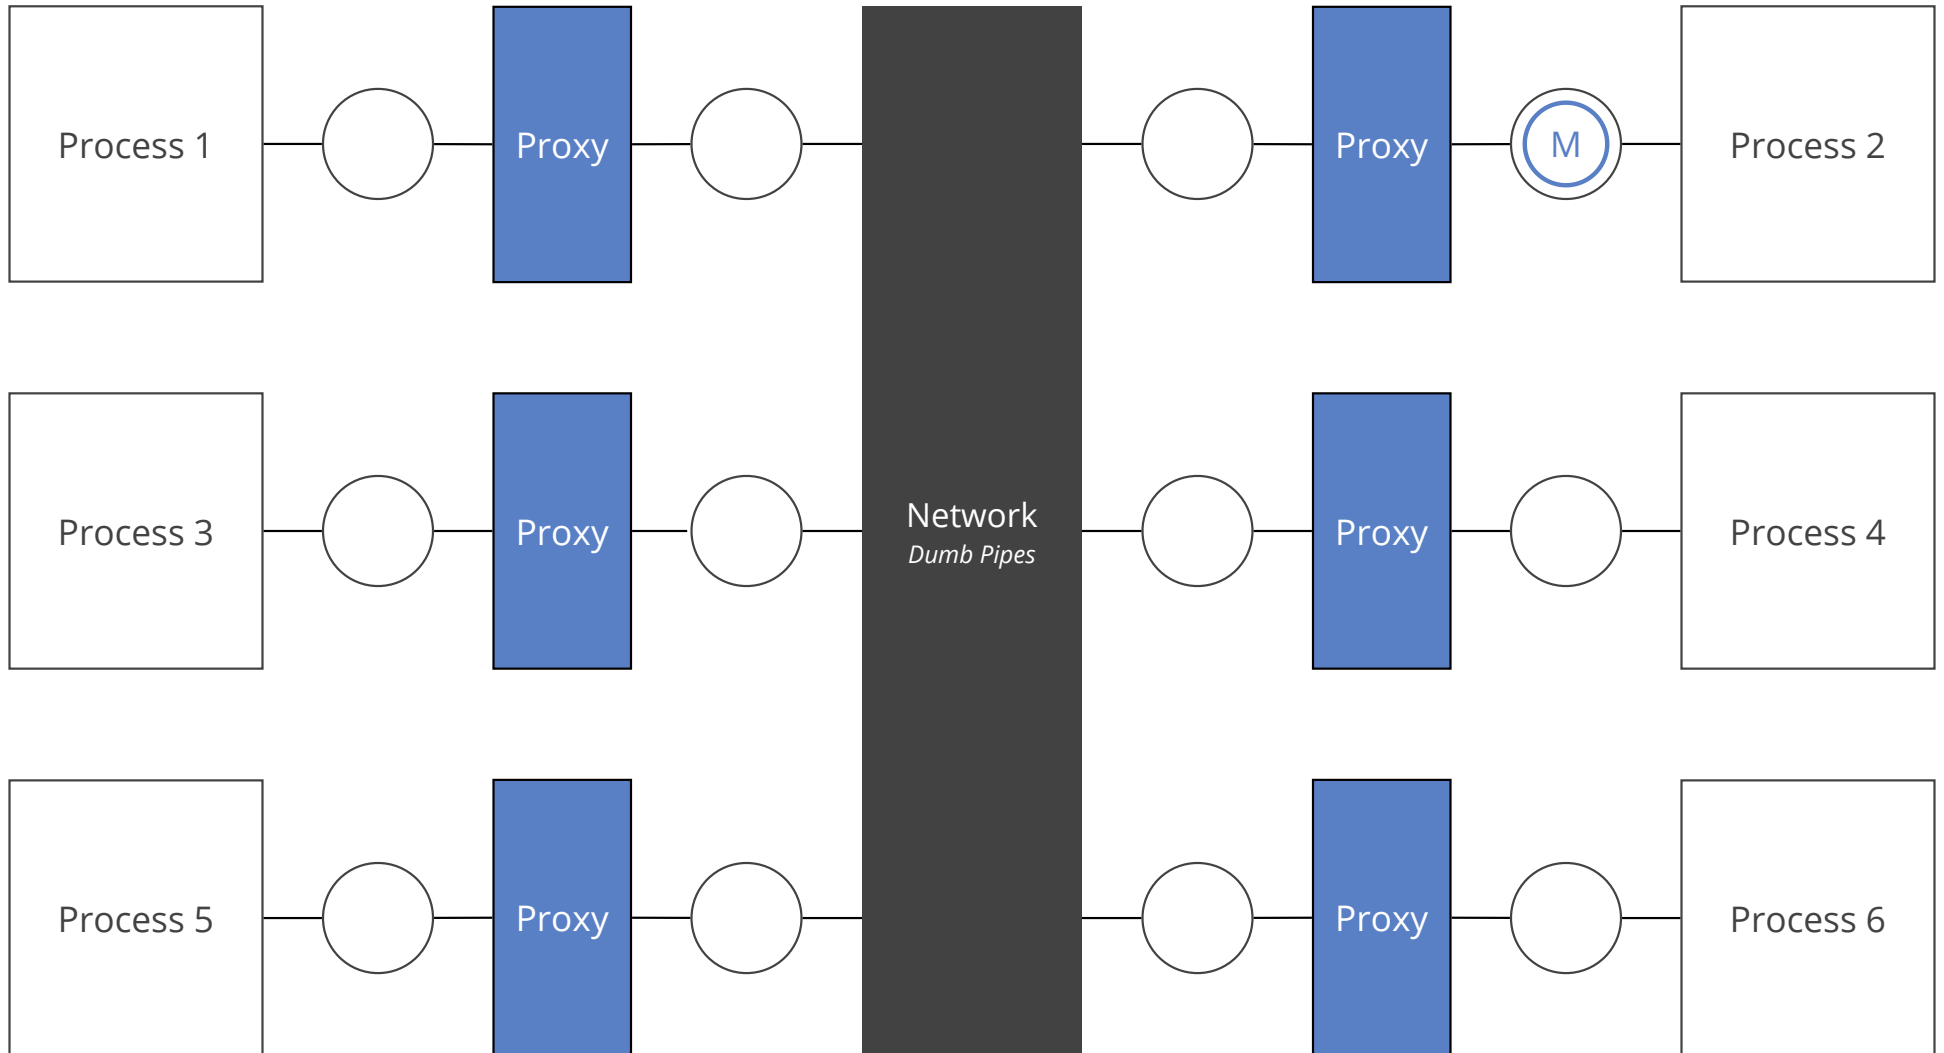 Process 1
Proxy
Proxy
M
Process 2
Process 3
Proxy
Network
Dumb Pipes
Proxy
Process 4
Process 5
Proxy
Proxy
Process 6